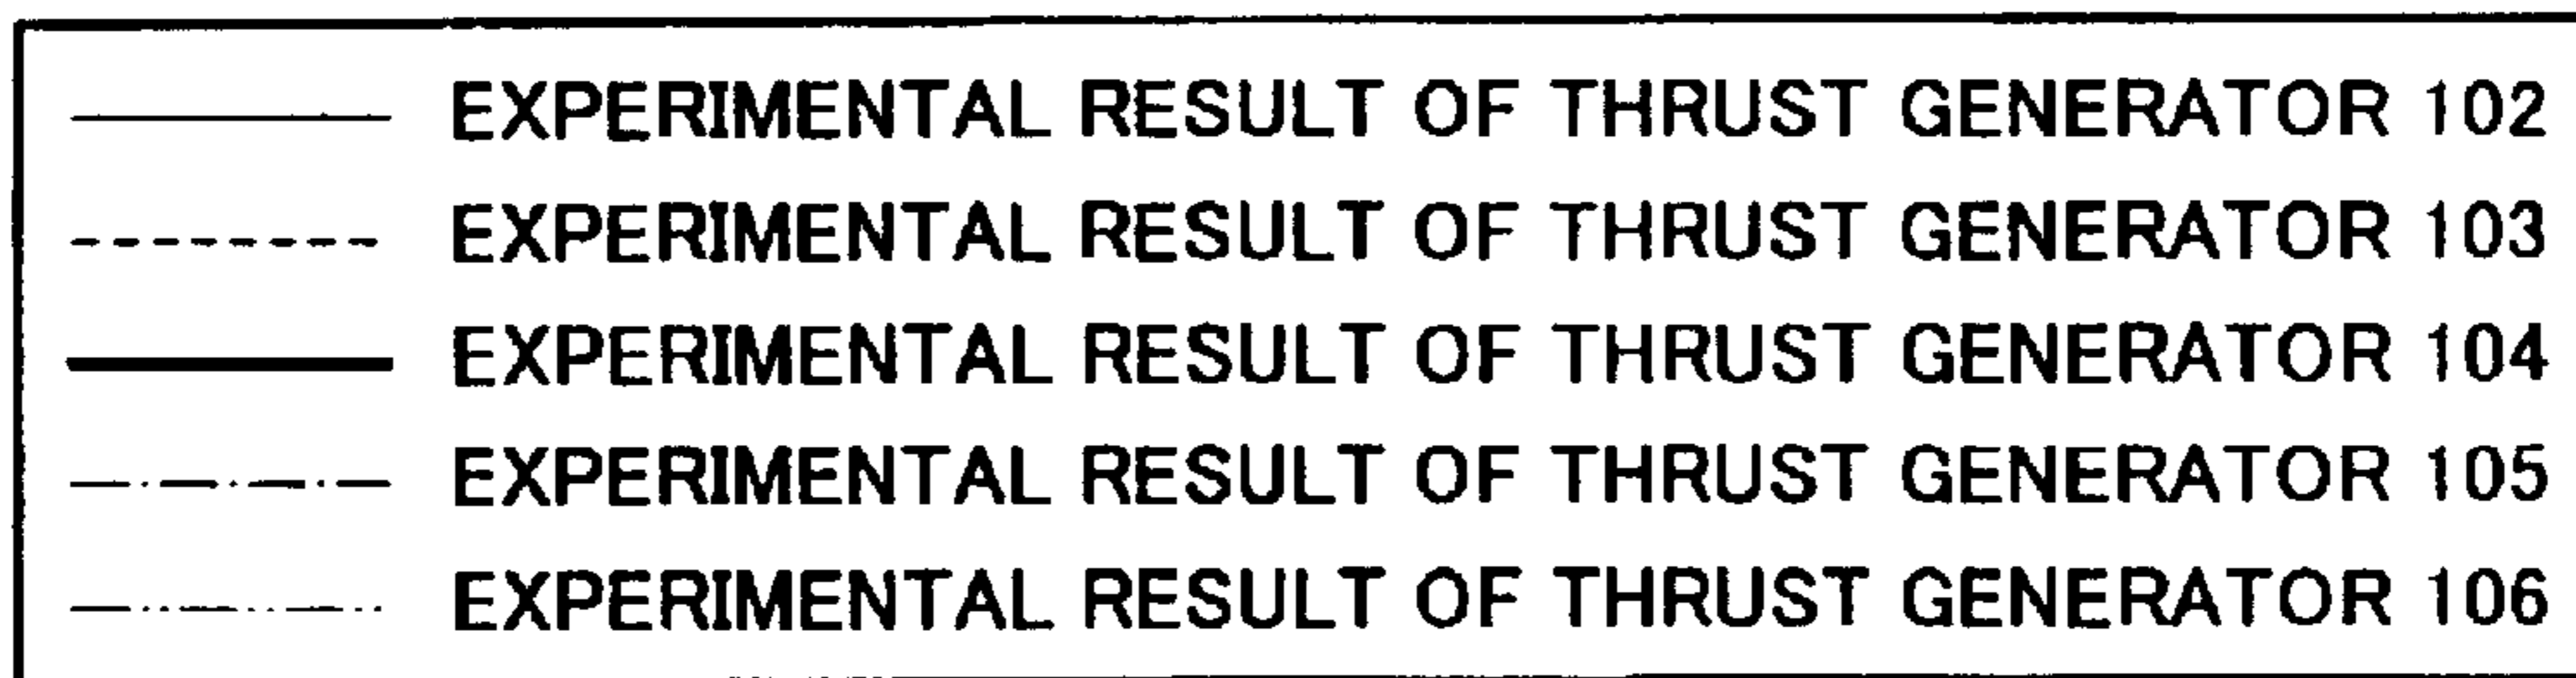 EXPERIMENTAL RESULT OF THRUST GENERATOR 102
EXPERIMENTAL RESULT OF THRUST GENERATOR 103
EXPERIMENTAL RESULT OF THRUST GENERATOR 104
EXPERIMENTAL RESULT OF THRUST GENERATOR 105
EXPERIMENTAL RESULT OF THRUST GENERATOR 106